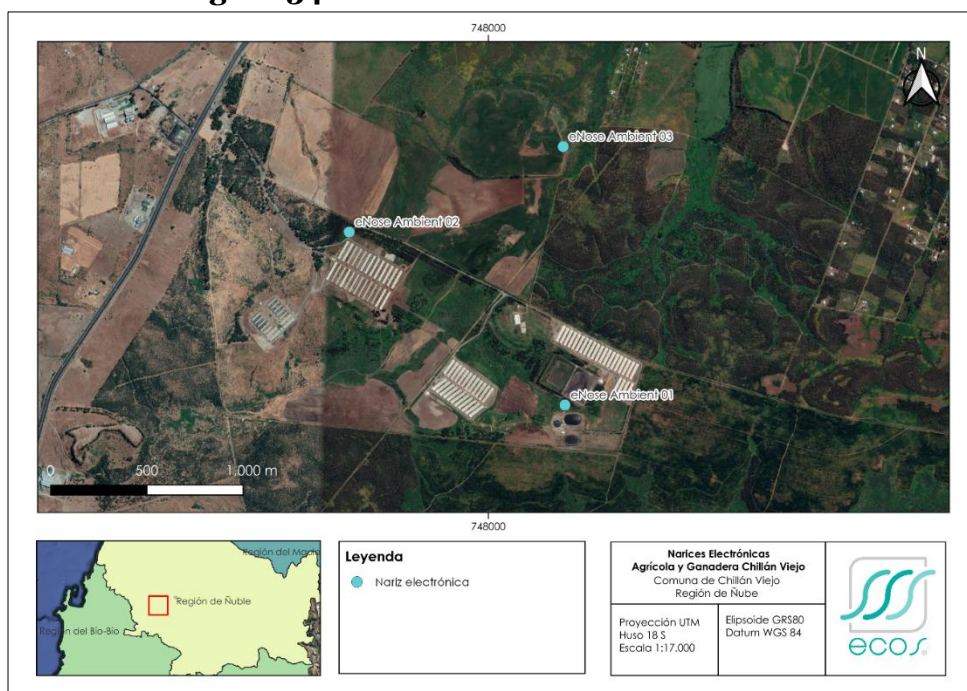 748000
N
eNose Ambient 03
eNose Ambient 02
eNose Ambient 01
0 500 1.000 m
748000
Región del Maule
Región de Ñuble
Región del Bío-Bío
Leyenda
Nariz electrónica
Narices Electrónicas
Agrícola y Ganadera Chillán Viejo
Comuna de Chillán Viejo
Región de Ñube
Proyección UTM
Huso 18 S
Escala 1:17.000
Elipsoide GRS80
Datum WGS 84
ecos